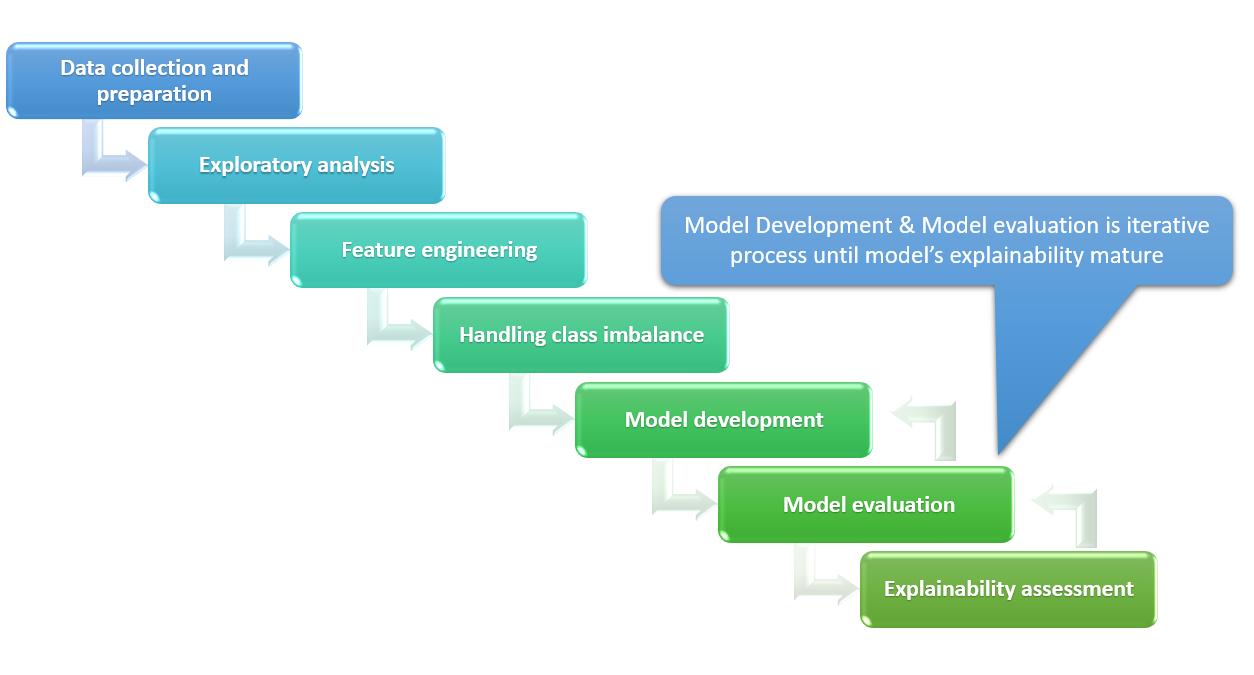 Data collection and
preparation
Exploratory analysis
Feature engineering
Model Development & Model evaluation is iterative
process until model’s explainability mature
Handling class imbalance
Model development
Model evaluation
Explainability assessment